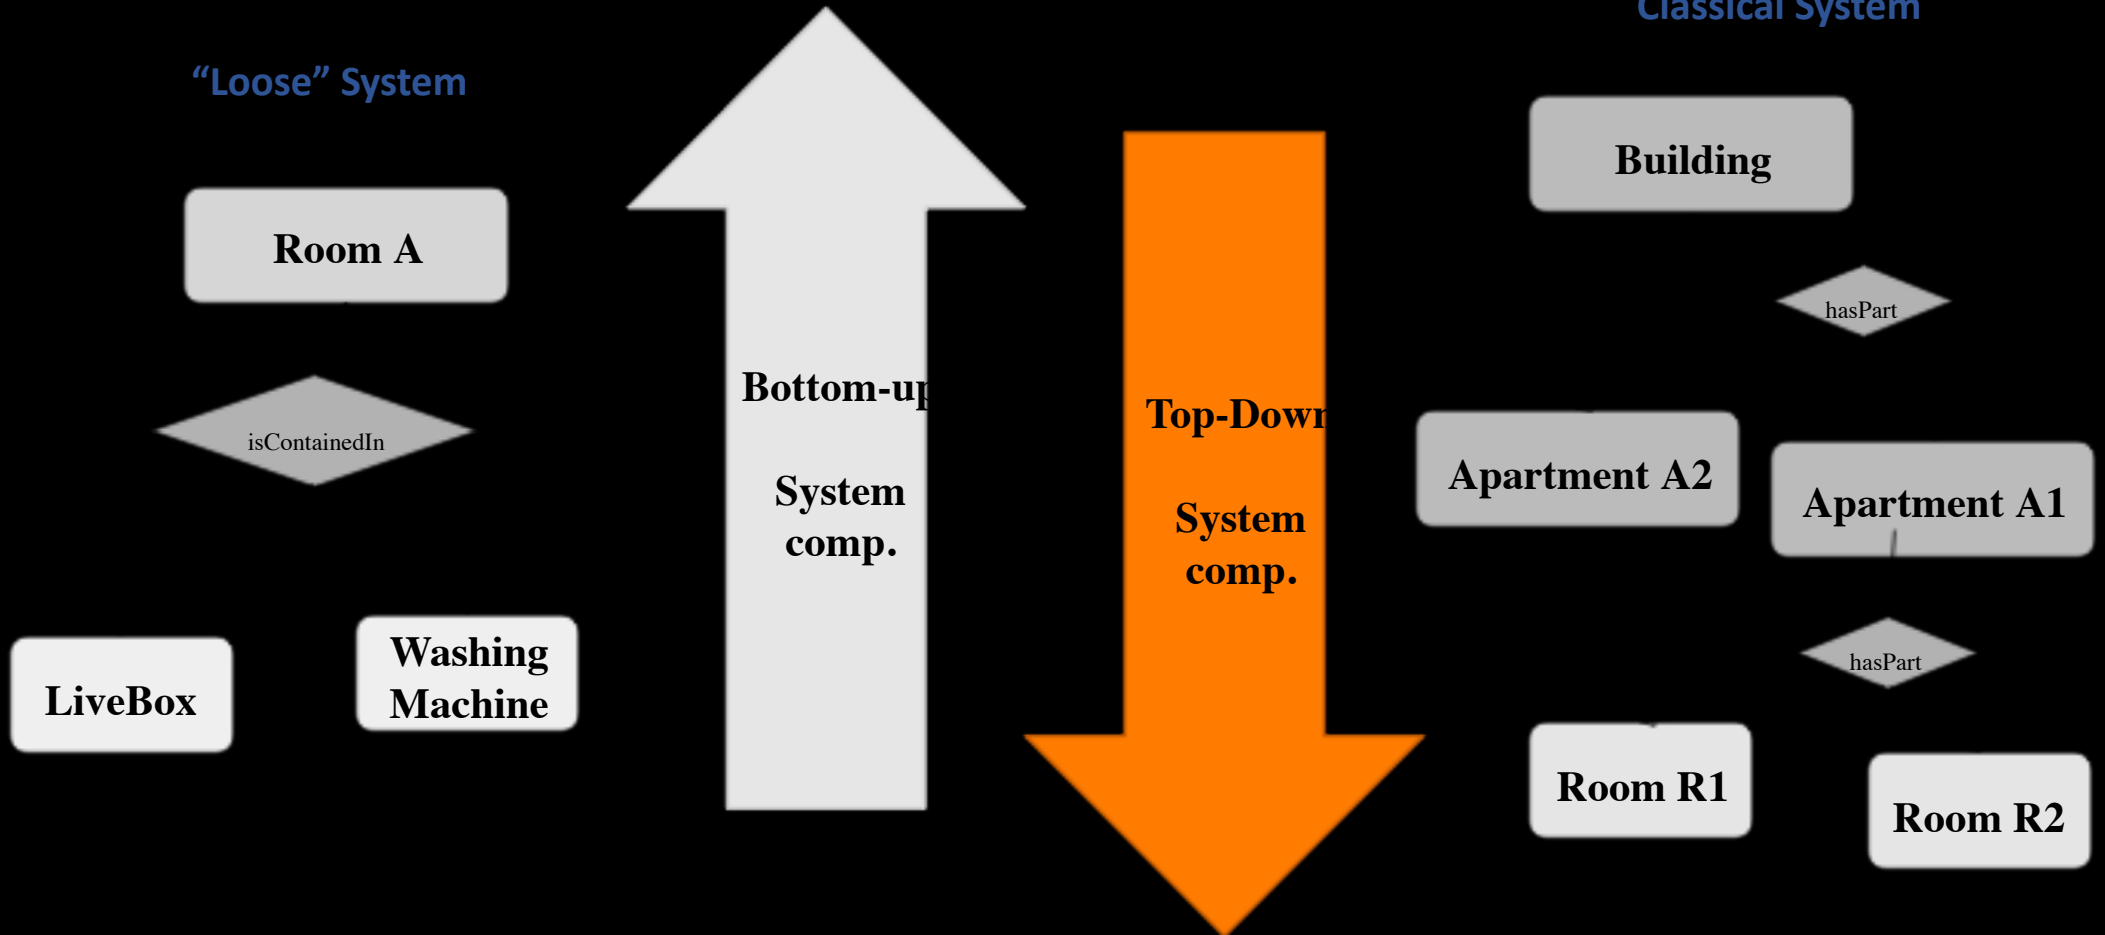 Classical System
“Loose” System
Building
Room A
hasPart
Bottom-up
Top-Down
isContainedIn
Apartment A2
Apartment A1
System
comp.
System
comp.
Washing
Machine
hasPart
LiveBox
Room R1
Room R2